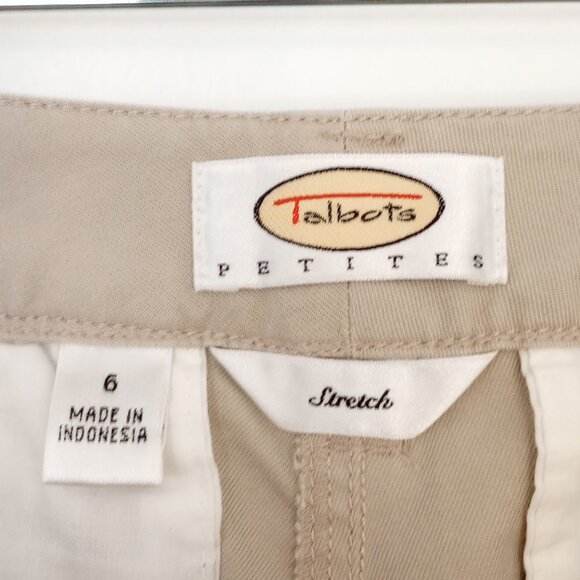 Talbots
PETITES
6
MADE IN
INDONESIA
Stretch